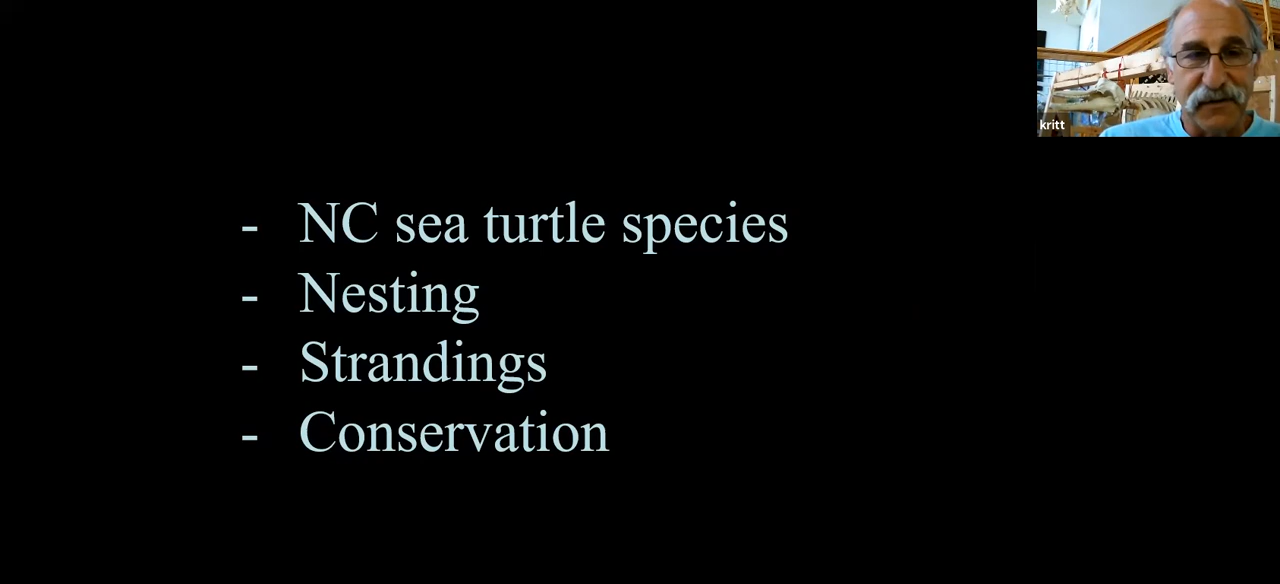 kritt
- NC sea turtle species
- Nesting
- Strandings
- Conservation